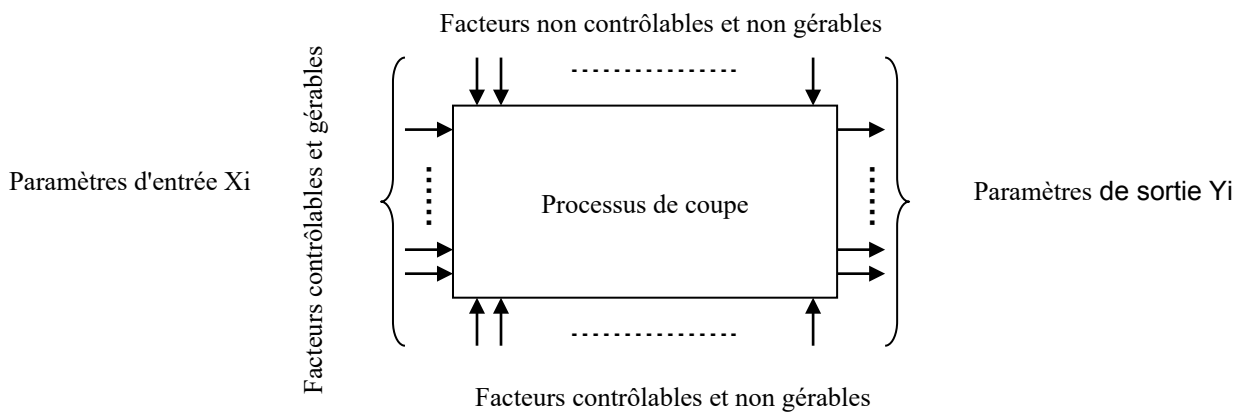 Facteurs non contrôlables et non gérables
Paramètres d'entrée Xi
Facteurs contrôlables et gérables
Processus de coupe
Paramètres de sortie Yi
Facteurs contrôlables et non gérables